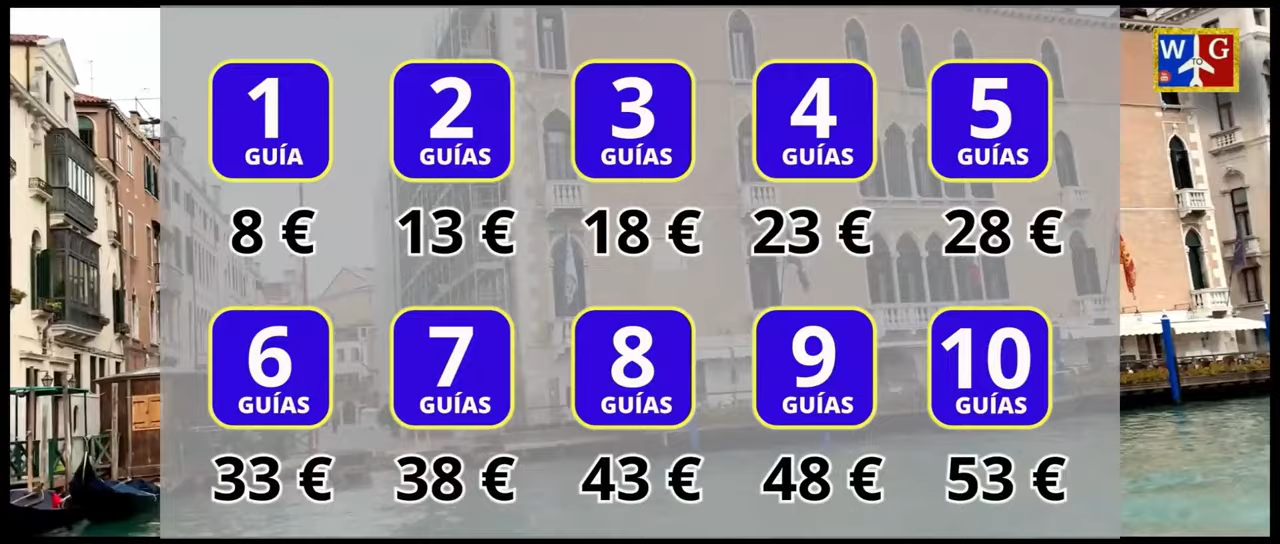 W TO G
1 2 3 4 5
GUÍA GUÍAS GUÍAS GUÍAS GUÍAS
8 € 13 € 18 € 23 € 28 €
6 7 8 9 10
GUÍAS GUÍAS GUÍAS GUÍAS GUÍAS
33 € 38 € 43 € 48 € 53 €